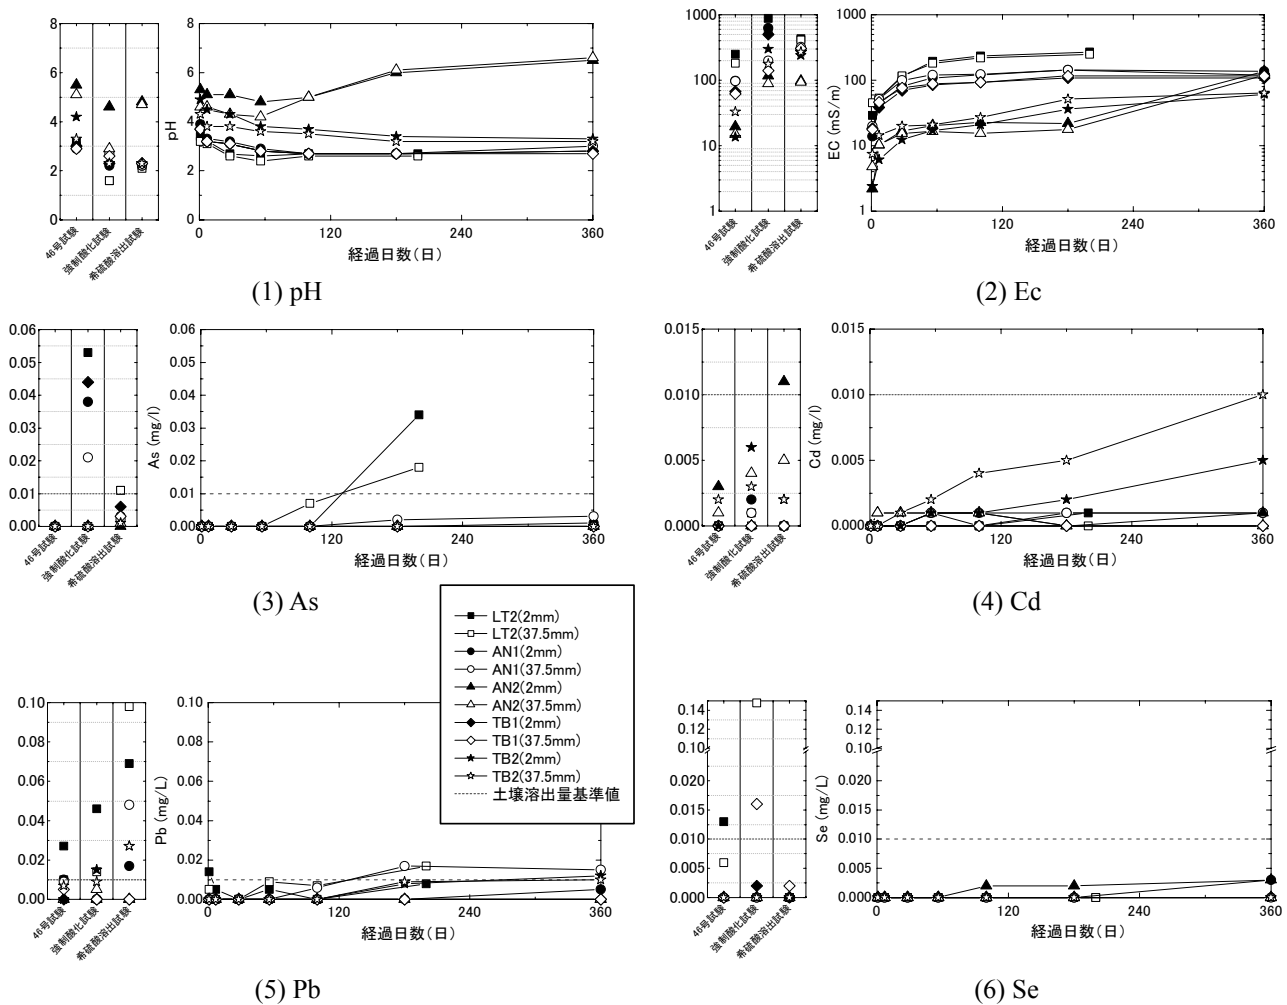 8
6
4
2
0
pH
8
6
4
2
0
0 120 240 360
46号試験
強制酸化試験
希硫酸溶出試験
経過日数(日)
(1) pH
1000
100
10
1
EC (mS/m)
1000
100
10
1
0 120 240 360
46号試験
強制酸化試験
希硫酸溶出試験
経過日数(日)
(2) Ec
0.06
0.05
0.04
0.03
0.02
0.01
0.00
As (mg/l)
0.06
0.05
0.04
0.03
0.02
0.01
0.00
0 120 240 360
46号試験
強制酸化試験
希硫酸溶出試験
経過日数(日)
(3) As
0.015
0.010
0.005
0.000
Cd (mg/l)
0.015
0.010
0.005
0.000
0 120 240 360
46号試験
強制酸化試験
希硫酸溶出試験
経過日数(日)
(4) Cd
LT2(2mm)
LT2(37.5mm)
AN1(2mm)
AN1(37.5mm)
AN2(2mm)
AN2(37.5mm)
TB1(2mm)
TB1(37.5mm)
TB2(2mm)
TB2(37.5mm)
土壌溶出量基準値
0.10
0.08
0.06
0.04
0.02
0.00
Pb (mg/L)
0.10
0.08
0.06
0.04
0.02
0.00
0 120 240 360
46号試験
強制酸化試験
希硫酸溶出試験
経過日数(日)
(5) Pb
0.14
0.12
0.10
0.020
0.015
0.010
0.005
0.000
Se (mg/L)
0.14
0.12
0.10
0.020
0.015
0.010
0.005
0.000
0 120 240 360
46号試験
強制酸化試験
希硫酸溶出試験
経過日数(日)
(6) Se